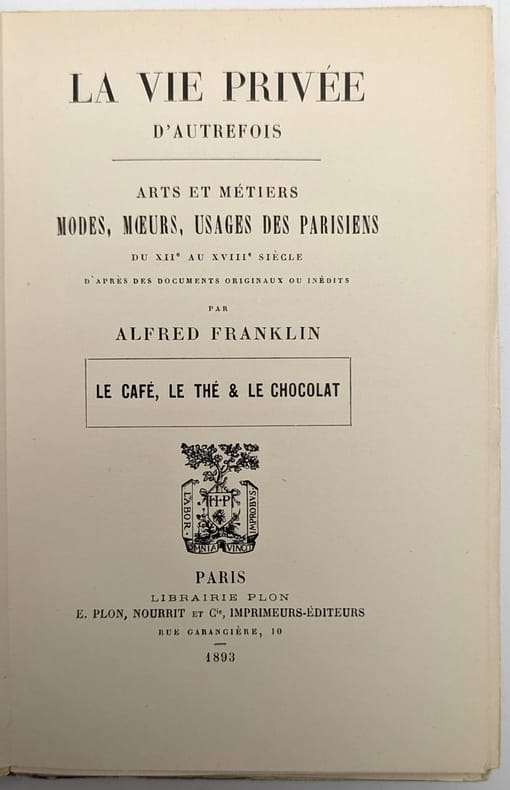 LA VIE PRIVÉE
D'AUTREFOIS
ARTS ET MÉTIERS
MODES, MŒURS, USAGES DES PARISIENS
DU XIIe AU XVIIIe SIÈCLE
D'APRÈS DES DOCUMENTS ORIGINAUX OU INÉDITS
PAR
ALFRED FRANKLIN
LE CAFÉ, LE THÉ & LE CHOCOLAT
H·P
LABOR
OMNIA VINCIT
IMPROBVS
PARIS
LIBRAIRIE PLON
E. PLON, NOURRIT ET Cie, IMPRIMEURS-ÉDITEURS
RUE GARANCIÈRE, 10
1893